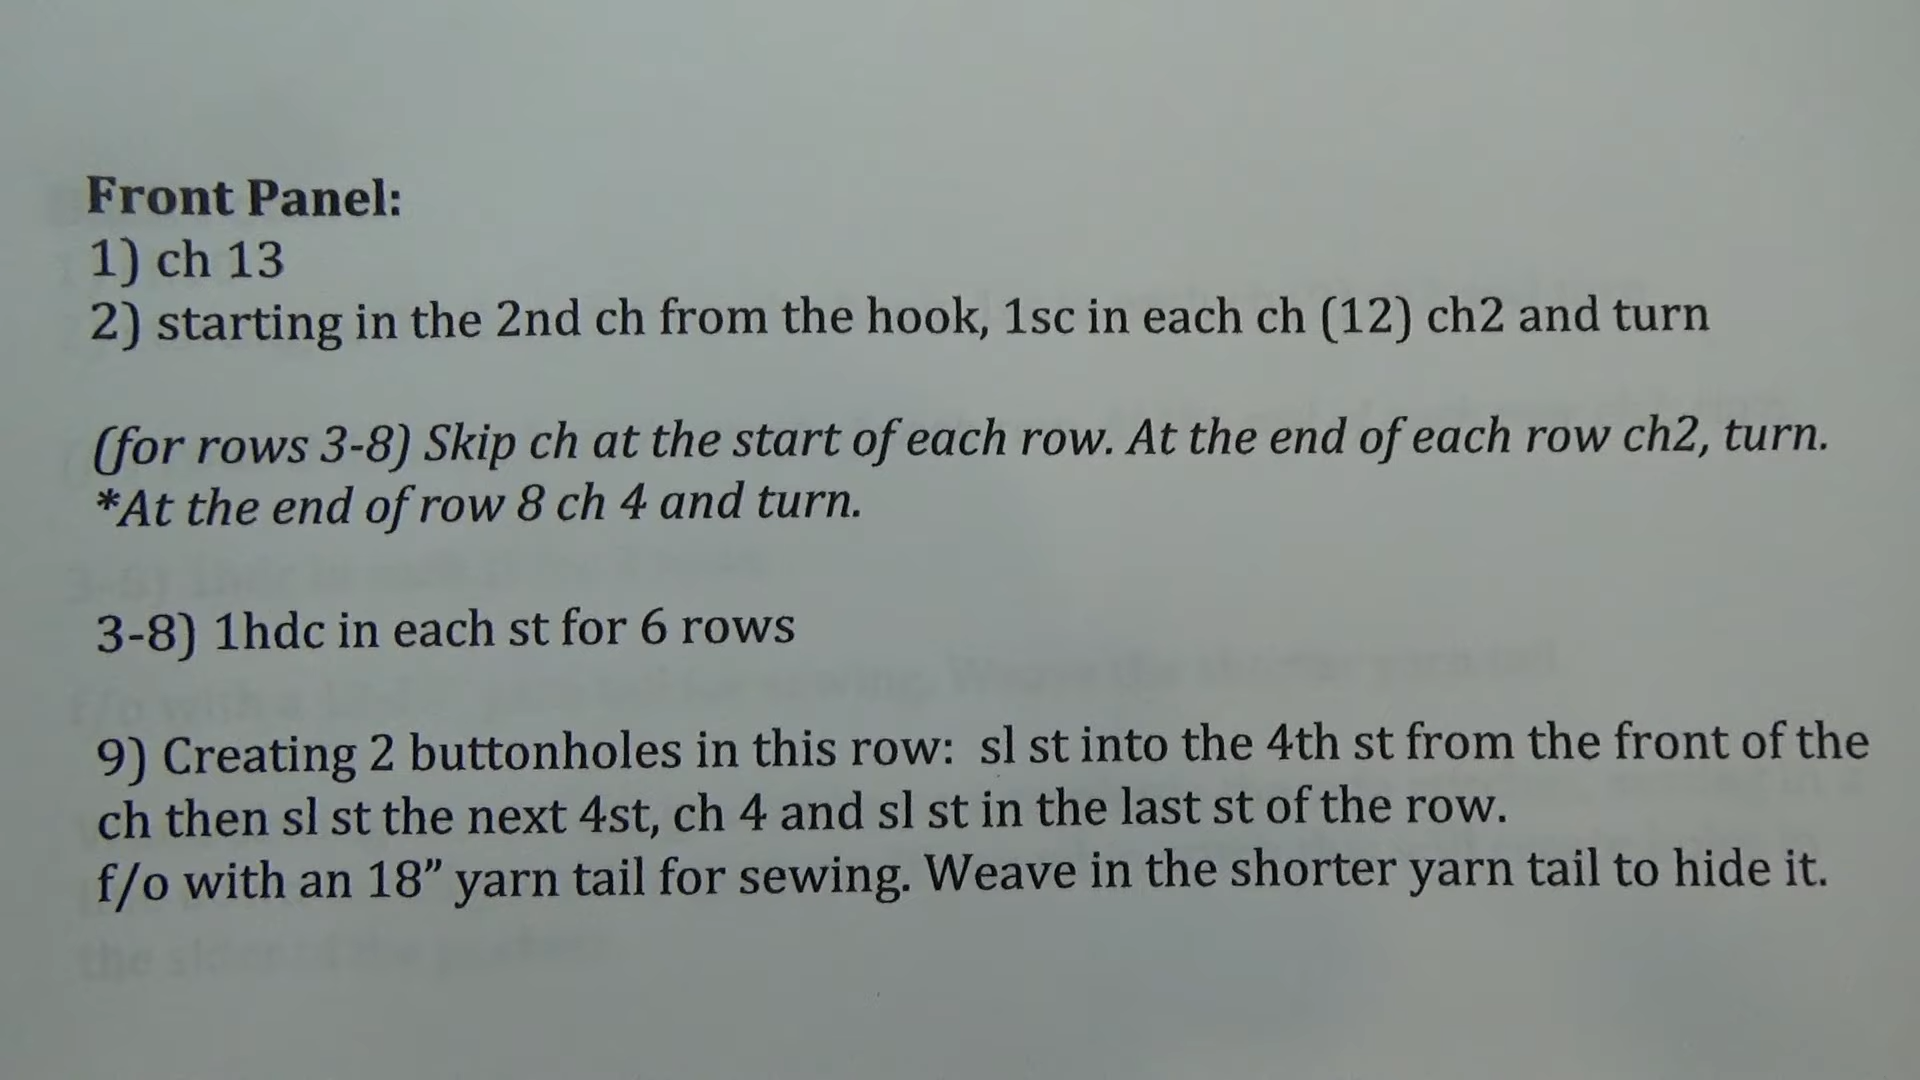 Front Panel:
1) ch 13
2) starting in the 2nd ch from the hook, 1sc in each ch (12) ch2 and turn
(for rows 3-8) Skip ch at the start of each row. At the end of each row ch2, turn.
*At the end of row 8 ch 4 and turn.
3-8) 1hdc in each st for 6 rows
9) Creating 2 buttonholes in this row:  sl st into the 4th st from the front of the
ch then sl st the next 4st, ch 4 and sl st in the last st of the row.
f/o with an 18” yarn tail for sewing. Weave in the shorter yarn tail to hide it.